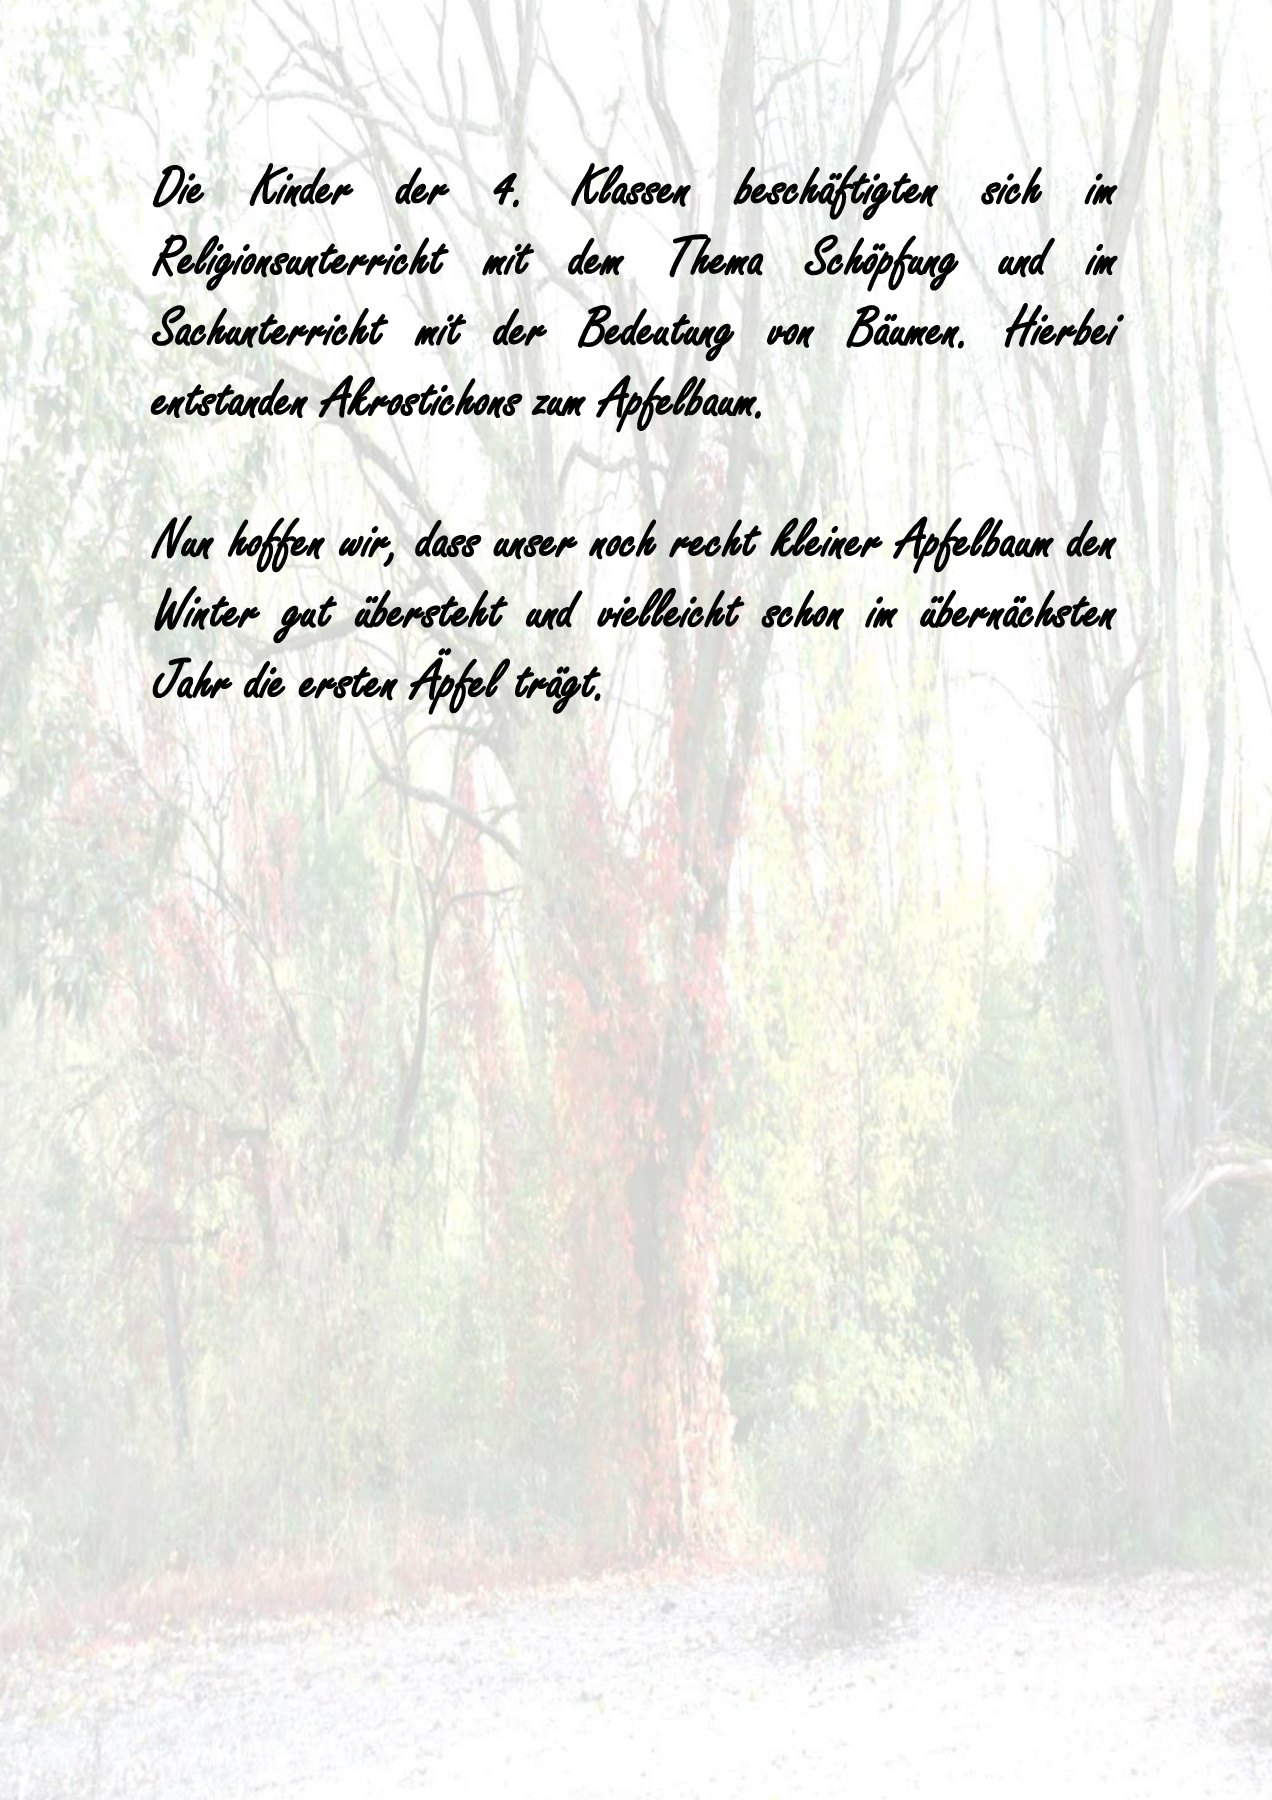 Die Kinder der 4. Klassen beschäftigten sich im
Religionsunterricht mit dem Thema Schöpfung und im
Sachunterricht mit der Bedeutung von Bäumen. Hierbei
entstanden Akrostichons zum Apfelbaum.
Nun hoffen wir, dass unser noch recht kleiner Apfelbaum den
Winter gut übersteht und vielleicht schon im übernächsten
Jahr die ersten Äpfel trägt.